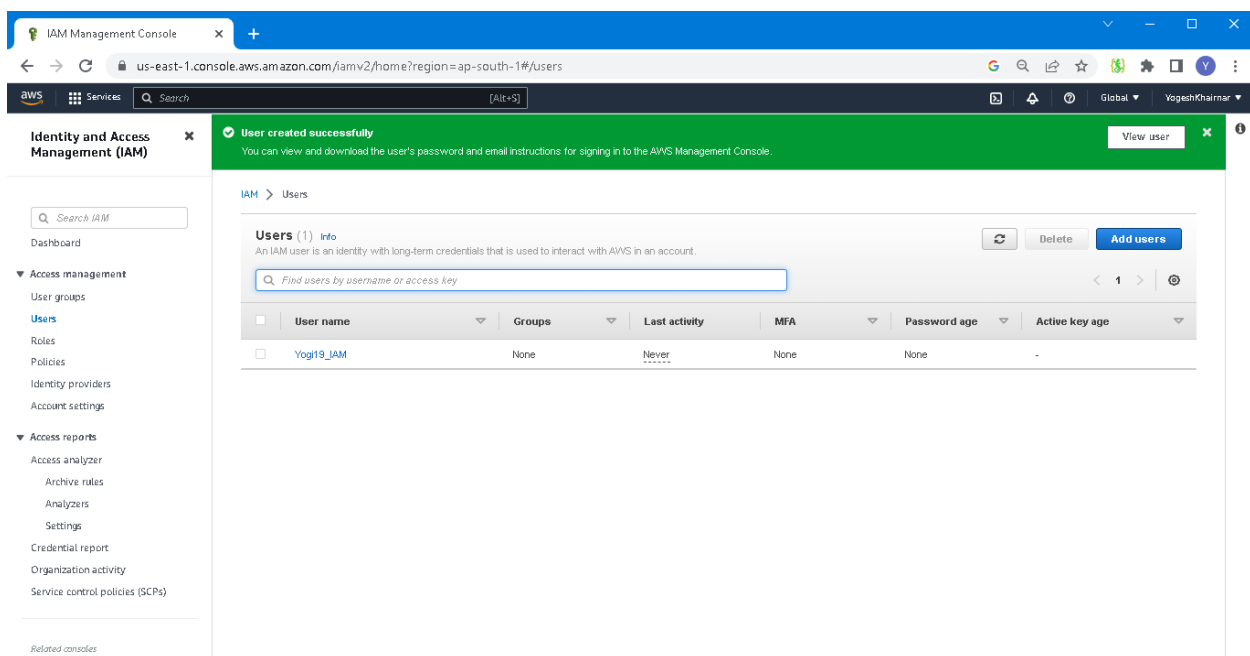 IAM Management Console
us-east-1.console.aws.amazon.com/iamv2/home?region=ap-south-1#/users
G
Y
aws Services Search [Alt+S] Global YogeshKhairnar
Identity and Access
Management (IAM)
Search IAM
Dashboard
Access management
User groups
Users
Roles
Policies
Identity providers
Account settings
Access reports
Access analyzer
Archive rules
Analyzers
Settings
Credential report
Organization activity
Service control policies (SCPs)
Related consoles
User created successfully
You can view and download the user's password and email instructions for signing in to the AWS Management Console.
View user
IAM > Users
Users (1) Info
An IAM user is an identity with long-term credentials that is used to interact with AWS in an account.
Delete
Add users
Find users by username or access key
< 1 >
User name Groups Last activity MFA Password age Active key age
Yogi19_IAM None Never None None -